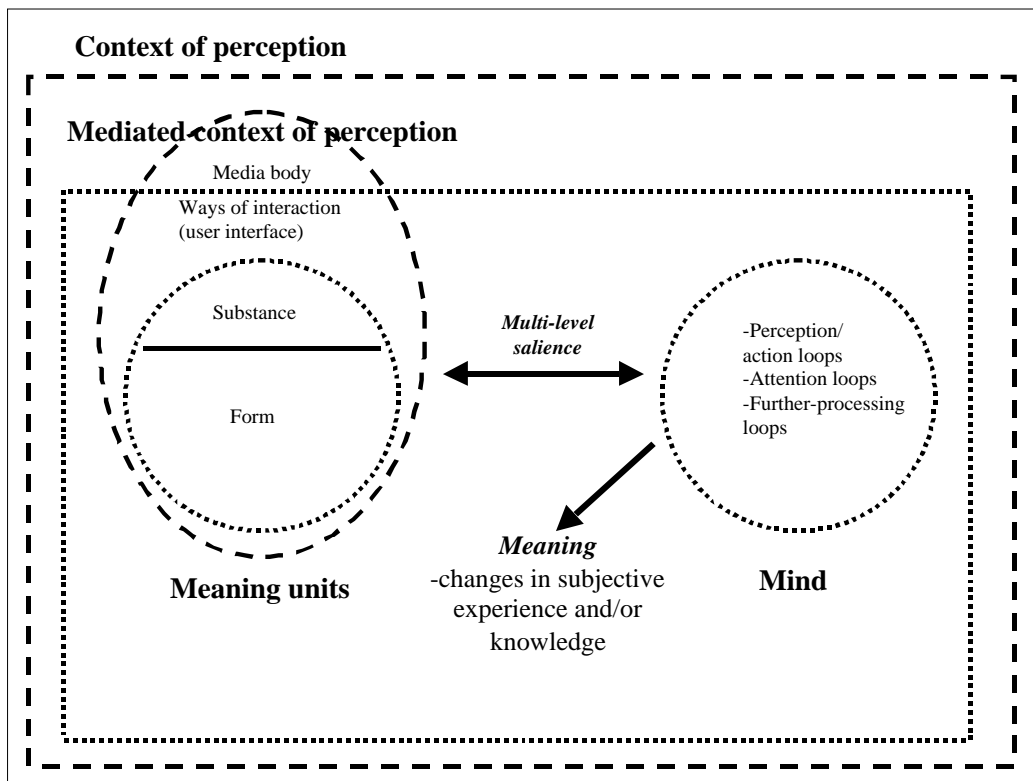 Context of perception
Mediated context of perception
Media body
Ways of interaction
(user interface)
Substance
Form
Meaning units
Multi-level
salience
-Perception/
action loops
-Attention loops
-Further-processing
loops
Mind
Meaning
-changes in subjective
experience and/or
knowledge